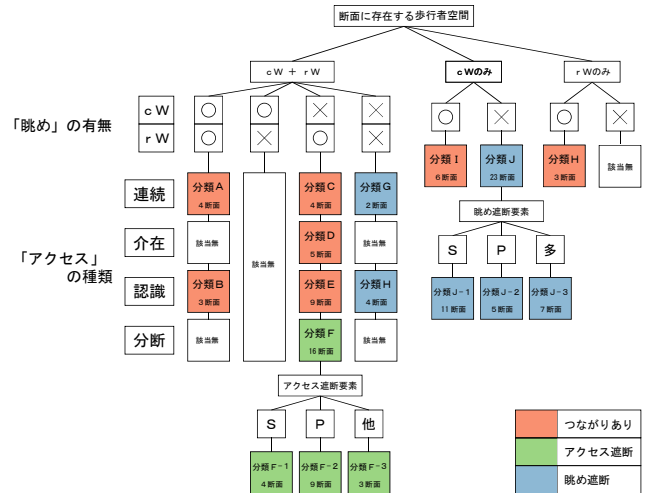 断面に存在する歩行者空間
cW + rW
cWのみ
rWのみ
「眺め」の有無
cW
○
○
×
×
○
×
rW
○
×
○
×
○
×
連続
分類A
4断面
分類C
4断面
分類G
2断面
分類I
6断面
分類J
23断面
分類H
3断面
該当無
「アクセス」
の種類
介在
該当無
該当無
分類D
5断面
該当無
認識
分類B
3断面
分類E
9断面
分類H
4断面
分断
該当無
分類F
16断面
該当無
眺め遮断要素
S
P
多
分類J-1
11断面
分類J-2
5断面
分類J-3
7断面
アクセス遮断要素
S
P
他
分類F-1
4断面
分類F-2
9断面
分類F-3
3断面
つながりあり
アクセス遮断
眺め遮断